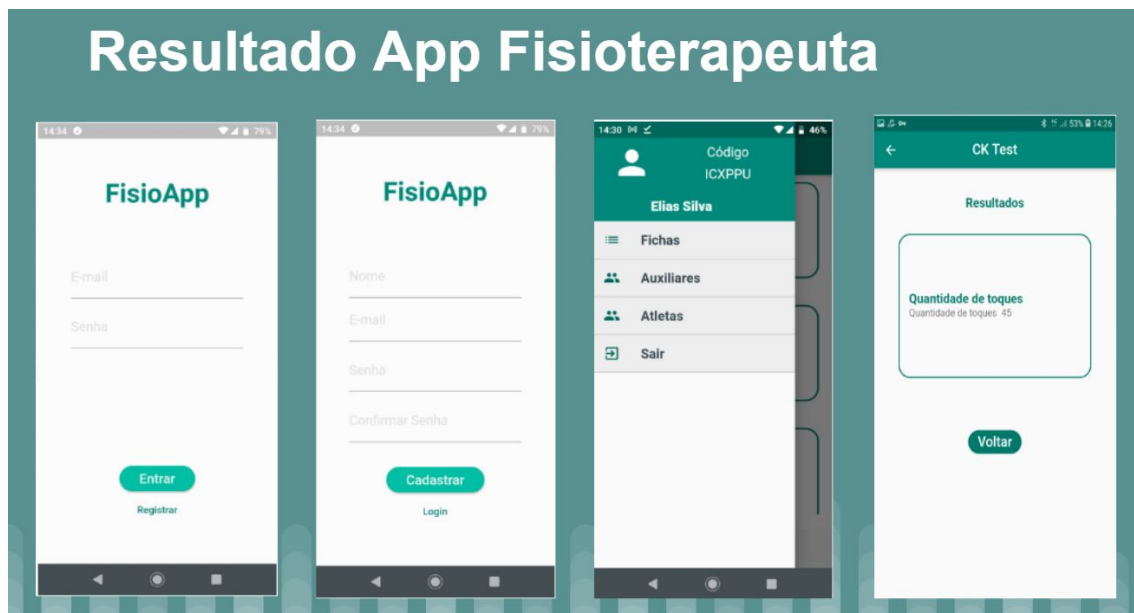 Resultado App Fisioterapeuta
14:34
79%
FisioApp
E-mail
Senha
Entrar
Registrar
14:34
79%
FisioApp
Nome
E-mail
Senha
Confirmar Senha
Cadastrar
Login
14:30
46%
Código
ICXPPU
Elias Silva
Fichas
Auxiliares
Atletas
Sair
53% 14:26
CK Test
Resultados
Quantidade de toques
Quantidade de toques 45
Voltar